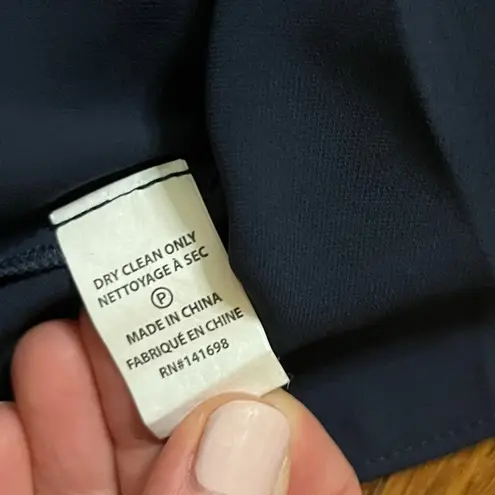 DRY CLEAN ONLY
NETTOYAGE À SEC
P
MADE IN CHINA
FABRIQUÉ EN CHINE
RN#141698